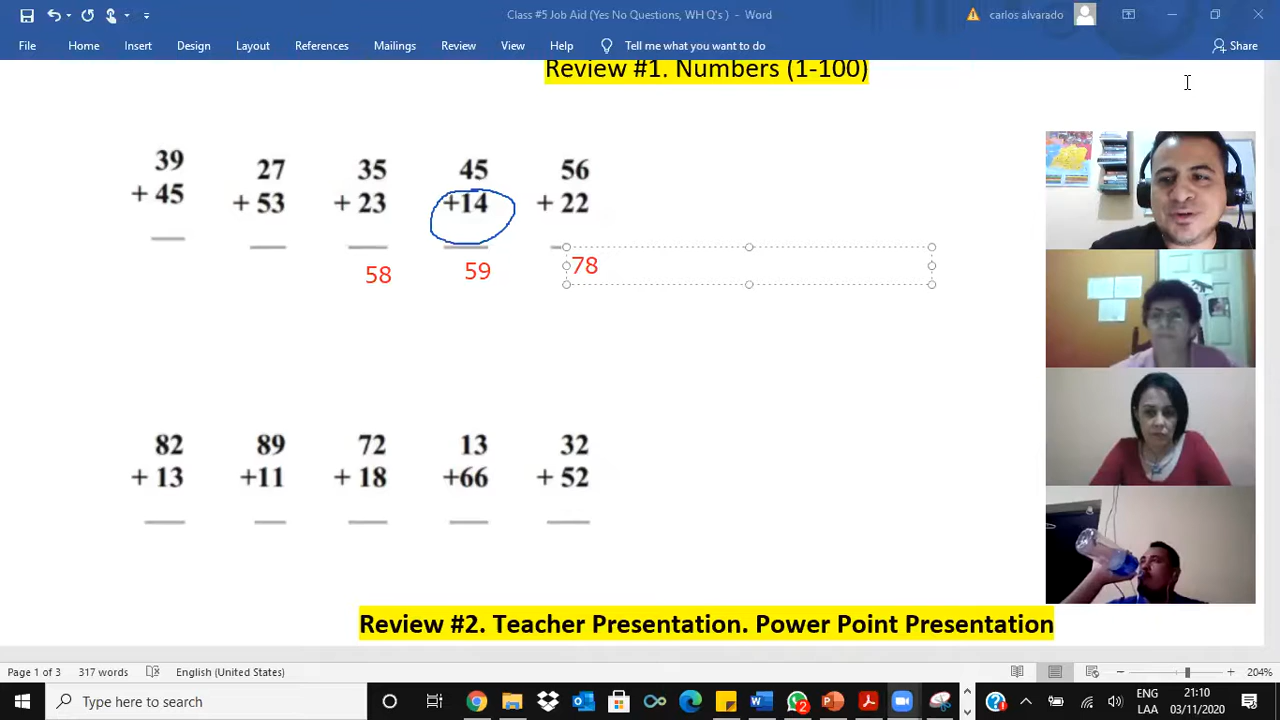 Class #5 Job Aid (Yes No Questions, WH Q's ) - Word
carlos alvarado
File Home Insert Design Layout References Mailings Review View Help Tell me what you want to do Share
Review #1. Numbers (1-100)
39 27 35 45 56
+ 45 + 53 + 23 +14 + 22
58 59 78
82 89 72 13 32
+ 13 +11 + 18 +66 + 52
Review #2. Teacher Presentation. Power Point Presentation
Page 1 of 3 317 words English (United States) 204%
Type here to search
ENG 21:10
LAA 03/11/2020
2